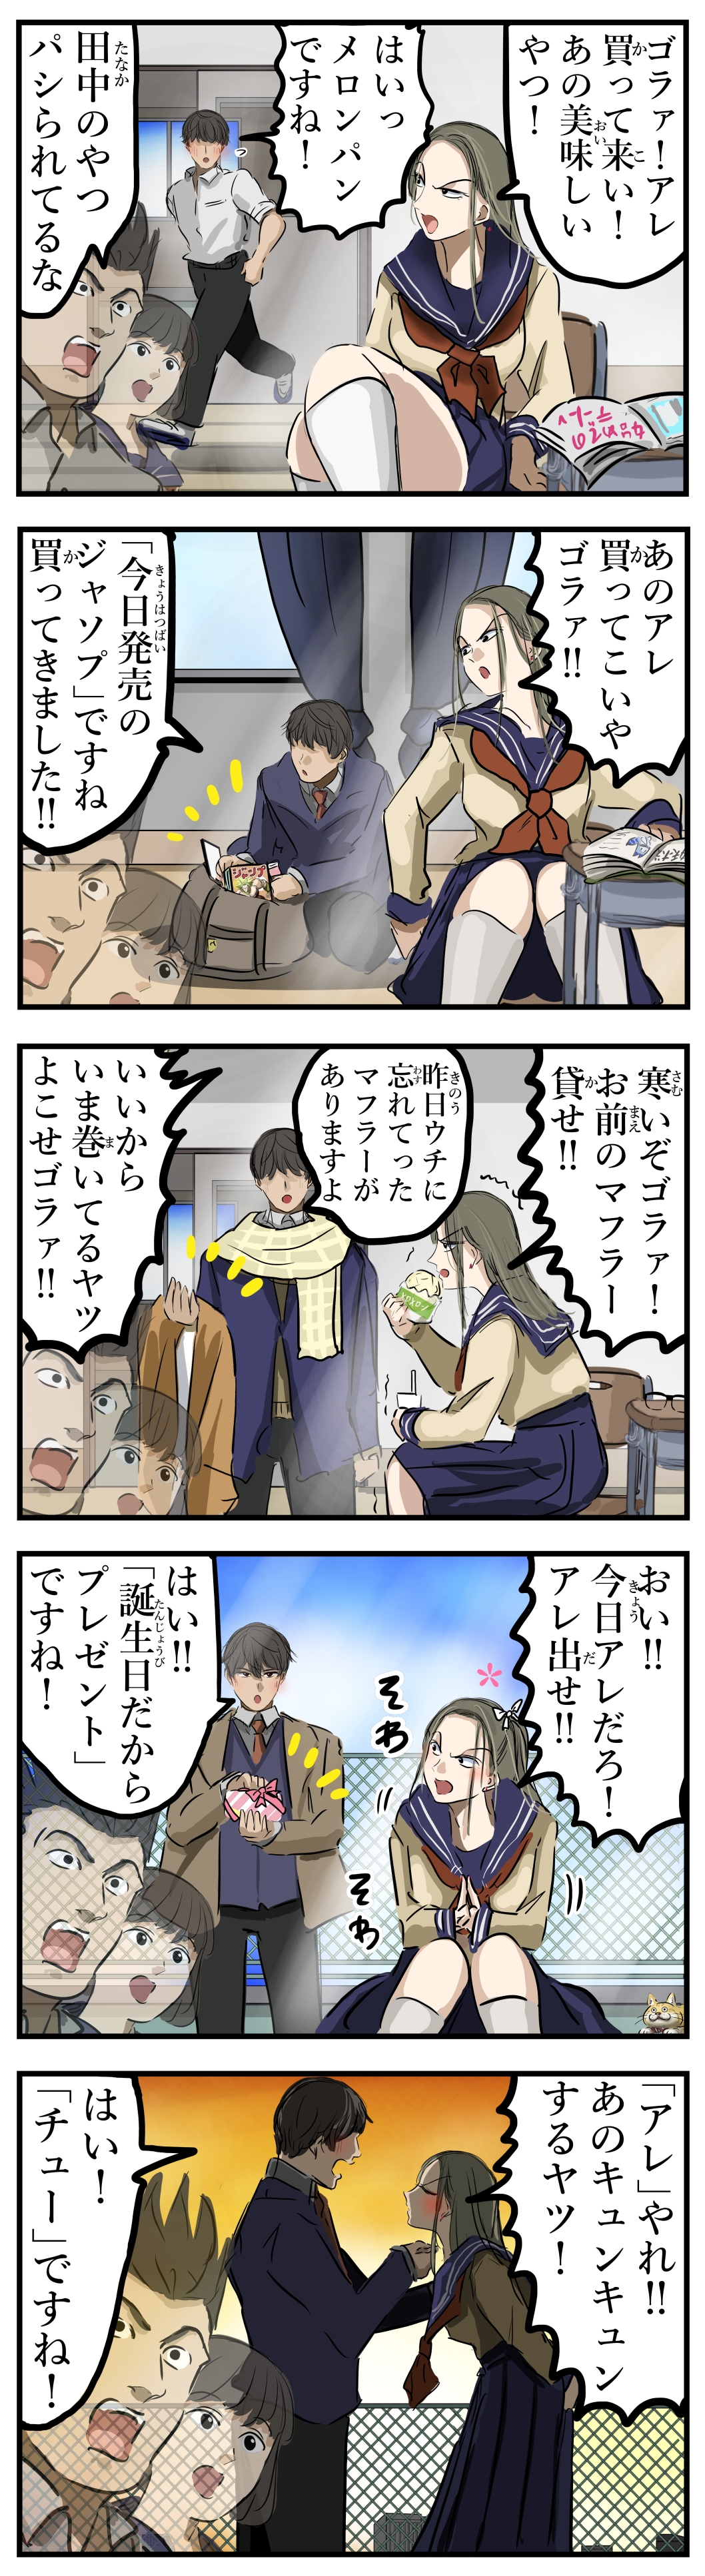 ゴラァ！アレ
買って来い！
あの美味しい
やつ！
はいっ
メロンパン
ですね！
田中のやつ
パシられてるな
あのアレ
買ってこいや
ゴラァ!!
「今日発売の
ジャソプ」ですね
買ってきました!!
寒いぞゴラァ！
お前のマフラー
貸せ!!
昨日ウチに
忘れてった
マフラーが
ありますよ
いいから
いま巻いてるヤツ
よこせゴラァ!!
おい!!
今日アレだろ！
アレ出せ!!
そわ
そわ
はい!!
「誕生日だから
プレゼント」
ですね！
「アレ」やれ!!
あのキュンキュン
するヤツ！
はい！
「チュー」ですね！